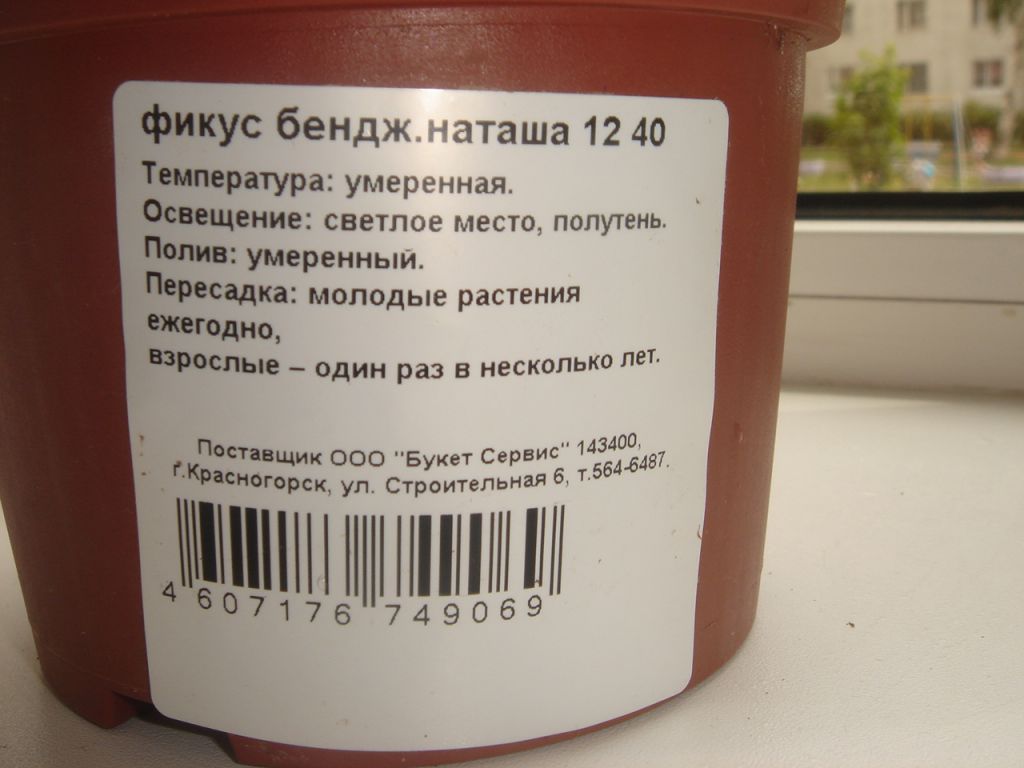 фикус бендж.наташа 12 40
Температура: умеренная.
Освещение: светлое место, полутень.
Полив: умеренный.
Пересадка: молодые растения
ежегодно,
взрослые – один раз в несколько лет.
Поставщик ООО "Букет Сервис" 143400,
г.Красногорск, ул. Строительная 6, т.564-6487.
4 607176 749069